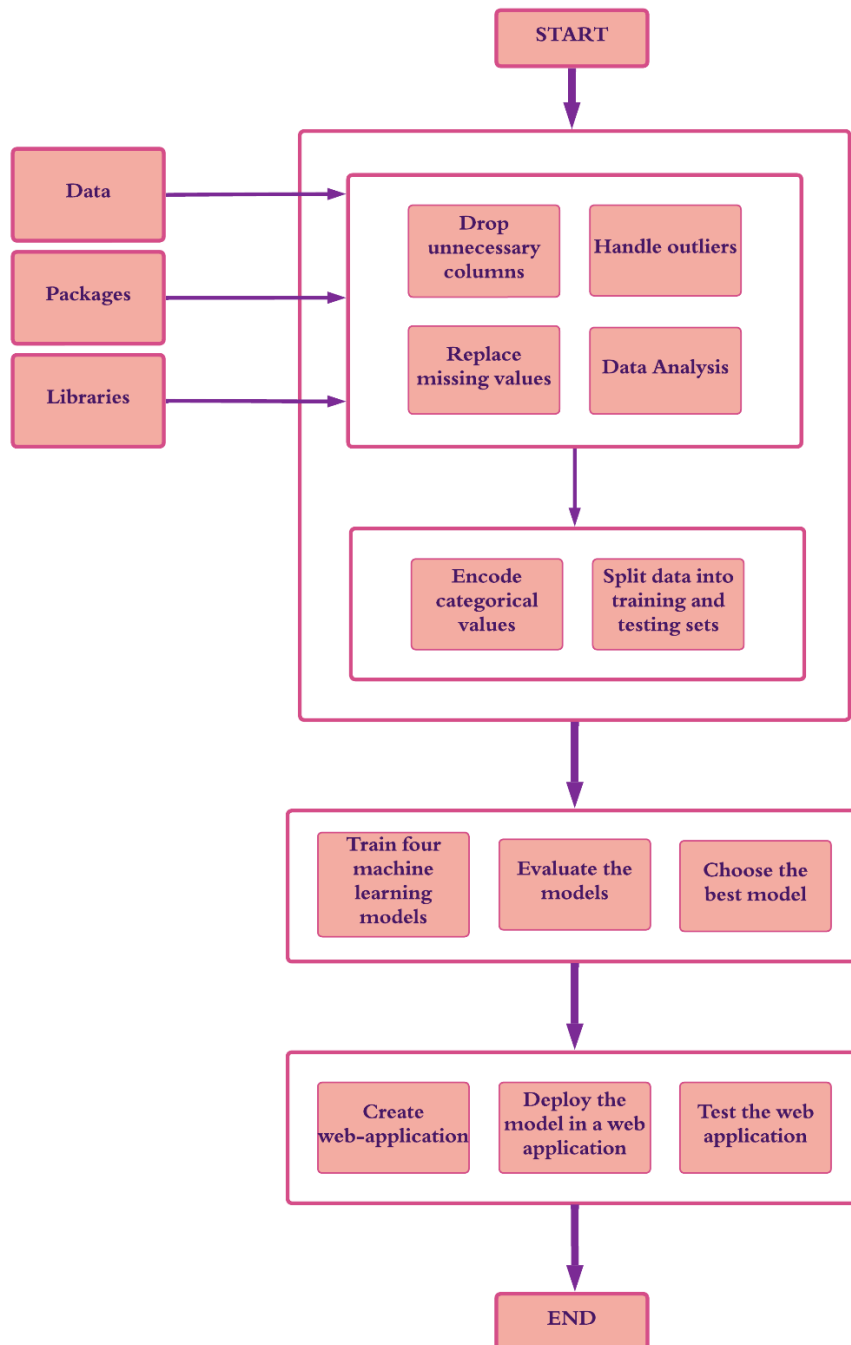 START
Data
Packages
Libraries
Drop
unnecessary
columns
Handle outliers
Replace
missing values
Data Analysis
Encode
categorical
values
Split data into
training and
testing sets
Train four
machine
learning
models
Evaluate the
models
Choose the
best model
Create
web-application
Deploy the
model in a web
application
Test the web
application
END